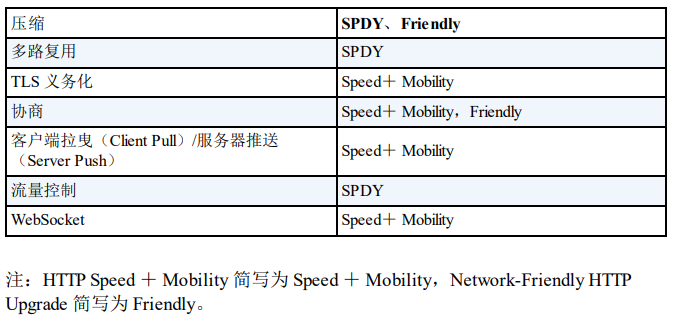 压缩 SPDY、Friendly
多路复用 SPDY
TLS 义务化 Speed＋ Mobility
协商 Speed＋ Mobility，Friendly
客户端拉曳（Client Pull）/服务器推送
（Server Push） Speed＋ Mobility
流量控制 SPDY
WebSocket Speed＋ Mobility
注：HTTP Speed ＋ Mobility 简写为 Speed ＋ Mobility，Network-Friendly HTTP
Upgrade 简写为 Friendly。